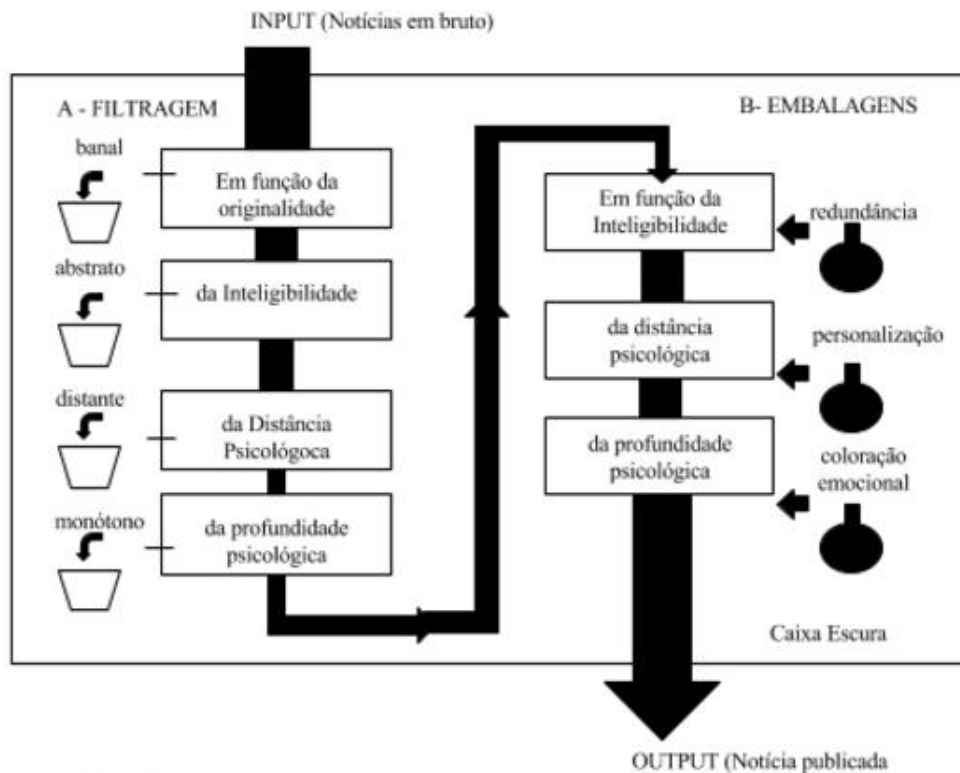 INPUT (Notícias em bruto)
A - FILTRAGEM
banal
Em função da
originalidade
abstrato
da Inteligibilidade
distante
da Distância
Psicológoca
monótono
da profundidade
psicológica
B- EMBALAGENS
Em função da
Inteligibilidade
redundância
da distância
psicológica
personalização
da profundidade
psicológica
coloração
emocional
Caixa Escura
OUTPUT (Notícia publicada